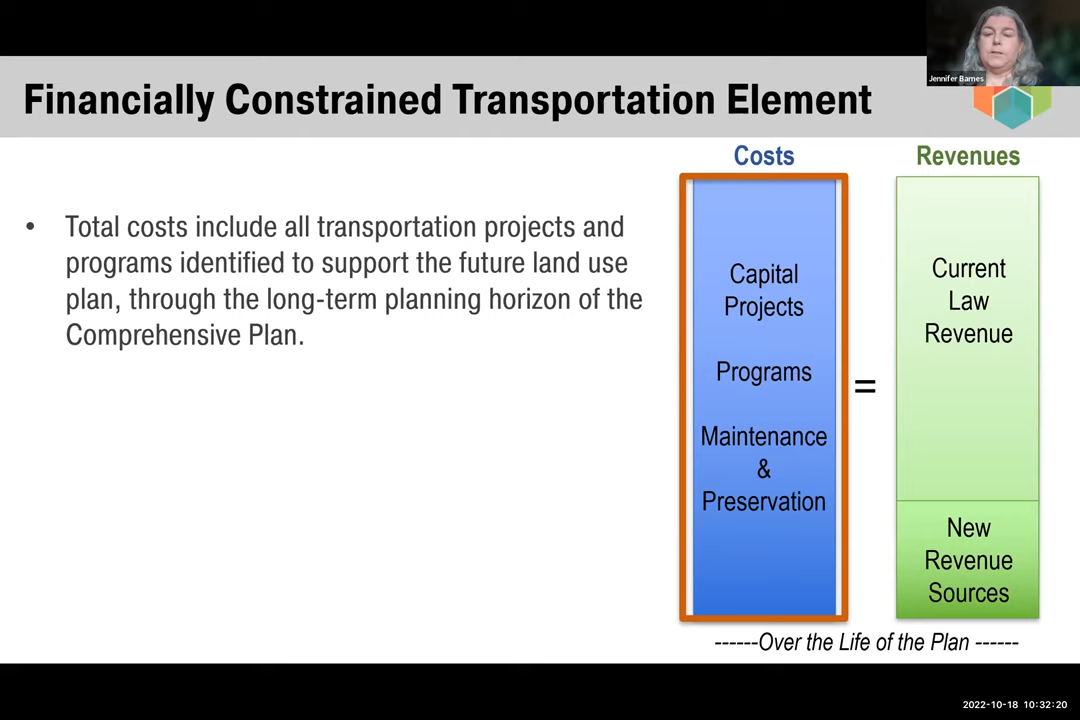 Jennifer Barnes
Financially Constrained Transportation Element
• Total costs include all transportation projects and
programs identified to support the future land use
plan, through the long-term planning horizon of the
Comprehensive Plan.
Costs
Capital
Projects
Programs
Maintenance
&
Preservation
=
Revenues
Current
Law
Revenue
New
Revenue
Sources
------Over the Life of the Plan ------
2022-10-18 10:32:20